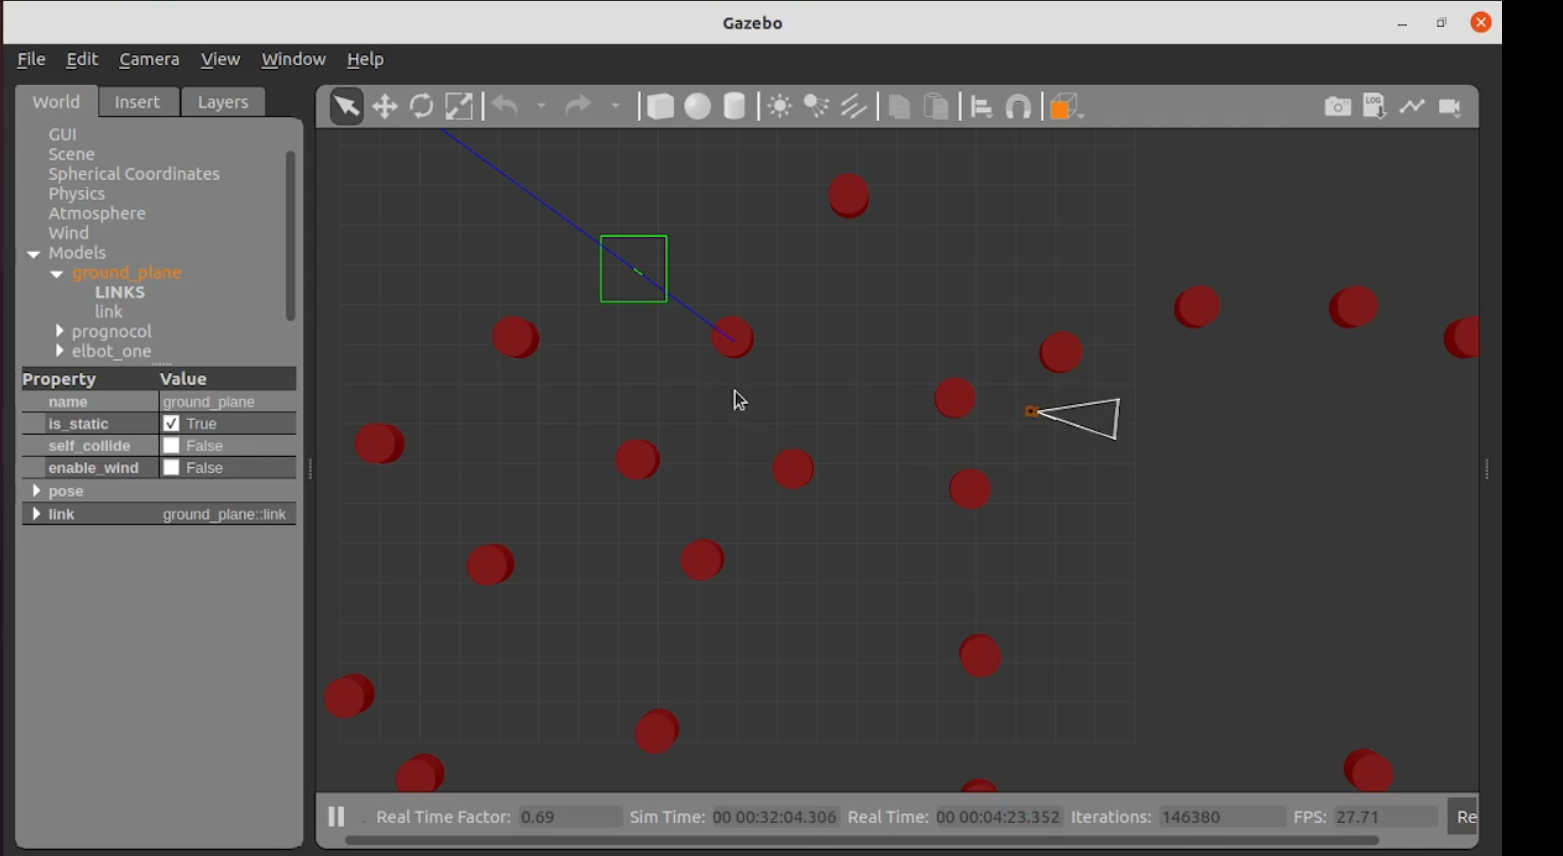 Gazebo
File Edit Camera View Window Help
World Insert Layers
LOG
GUI
Scene
Spherical Coordinates
Physics
Atmosphere
Wind
Models
ground_plane
LINKS
link
prognocol
elbot_one
Property Value
name ground_plane
is_static True
self_collide False
enable_wind False
pose
link ground_plane::link
Real Time Factor: 0.69 Sim Time: 00 00:32:04.306 Real Time: 00 00:04:23.352 Iterations: 146380 FPS: 27.71 Re